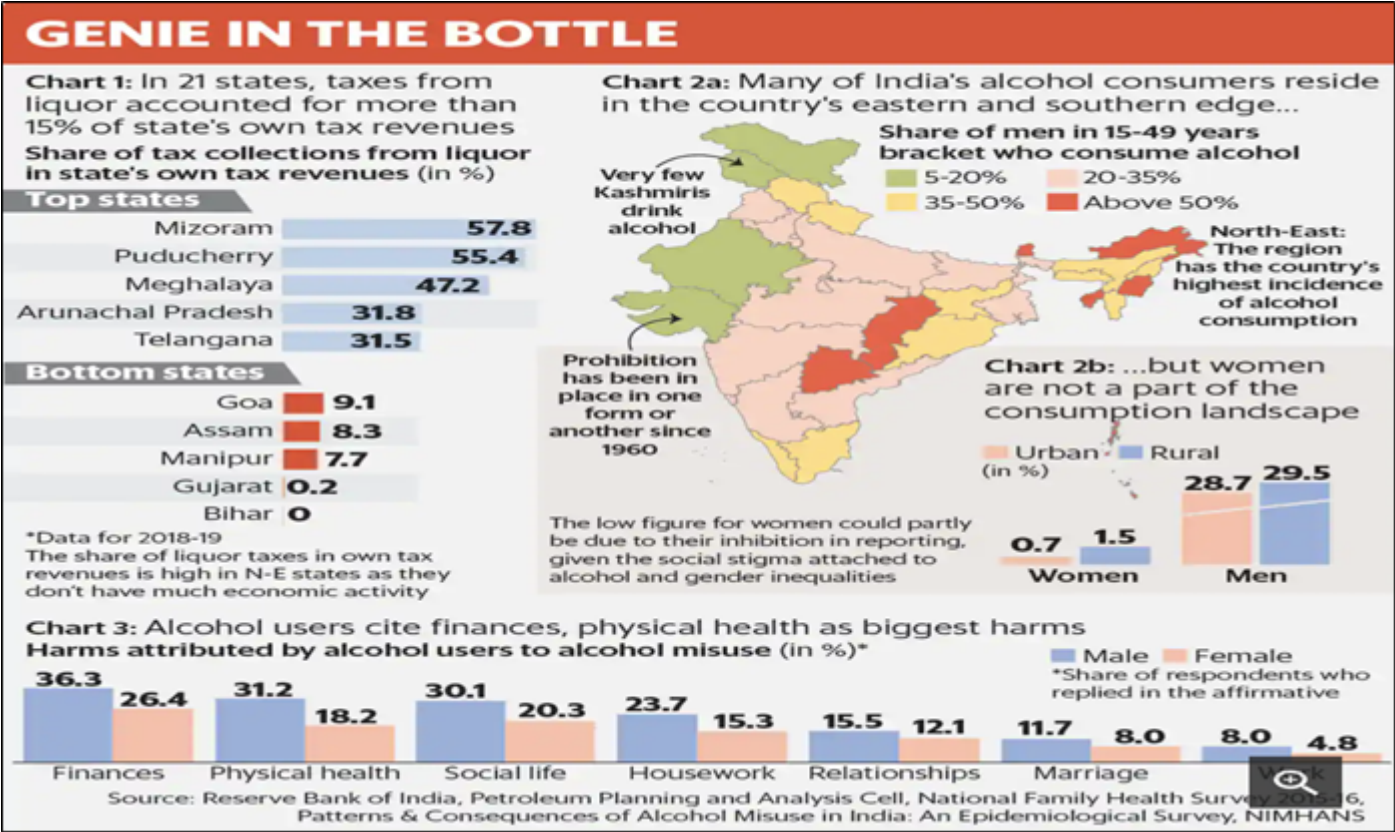 GENIE IN THE BOTTLE
Chart 1: In 21 states, taxes from
liquor accounted for more than
15% of state's own tax revenues
Share of tax collections from liquor
in state's own tax revenues (in %)
Top states
Mizoram 57.8
Puducherry 55.4
Meghalaya 47.2
Arunachal Pradesh 31.8
Telangana 31.5
Bottom states
Goa 9.1
Assam 8.3
Manipur 7.7
Gujarat 0.2
Bihar 0
*Data for 2018-19
The share of liquor taxes in own tax
revenues is high in N-E states as they
don't have much economic activity
Chart 2a: Many of India's alcohol consumers reside
in the country's eastern and southern edge...
Share of men in 15-49 years
bracket who consume alcohol
5-20% 20-35%
35-50% Above 50%
Very few
Kashmiris
drink
alcohol
North-East:
The region
has the country's
highest incidence
of alcohol
consumption
Prohibition
has been in
place in one
form or
another since
1960
Chart 2b: ...but women
are not a part of the
consumption landscape
Urban Rural
(in %)
0.7 1.5 28.7 29.5
Women Men
The low figure for women could partly
be due to their inhibition in reporting,
given the social stigma attached to
alcohol and gender inequalities
Chart 3: Alcohol users cite finances, physical health as biggest harms
Harms attributed by alcohol users to alcohol misuse (in %)*
Male Female
*Share of respondents who
replied in the affirmative
36.3 26.4 31.2 18.2 30.1 20.3 23.7 15.3 15.5 12.1 11.7 8.0 8.0 4.8
Finances Physical health Social life Housework Relationships Marriage Work
Source: Reserve Bank of India, Petroleum Planning and Analysis Cell, National Family Health Survey 2015-16,
Patterns & Consequences of Alcohol Misuse in India: An Epidemiological Survey, NIMHANS